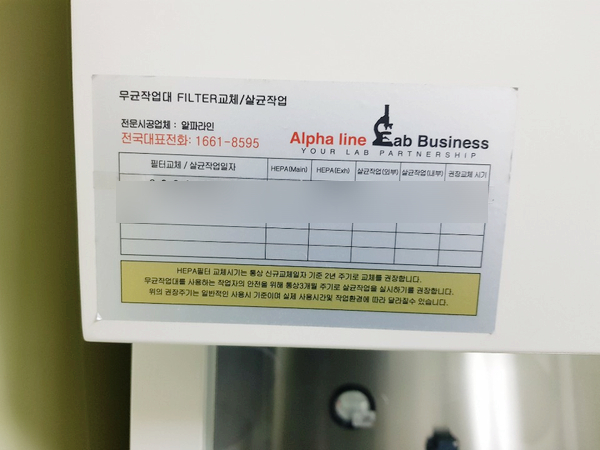 무균작업대 FILTER교체/살균작업
전문시공업체 : 알파라인
전국대표전화: 1661-8595
Alpha line Lab Business
YOUR LAB PARTNERSHIP
필터교체 / 살균작업일자 HEPA(Main) HEPA(Exh) 살균작업(외부) 살균작업(내부) 권장교체 시기
HEPA필터 교체시기는 통상 신규교체일자 기준 2년 주기로 교체를 권장합니다.
무균작업대를 사용하는 작업자의 안전을 위해 통상3개월 주기로 살균작업을 실시하기를 권장합니다.
위의 권장주기는 일반적인 사용시 기준이며 실제 사용시간및 작업환경에 따라 달라질수 있습니다.